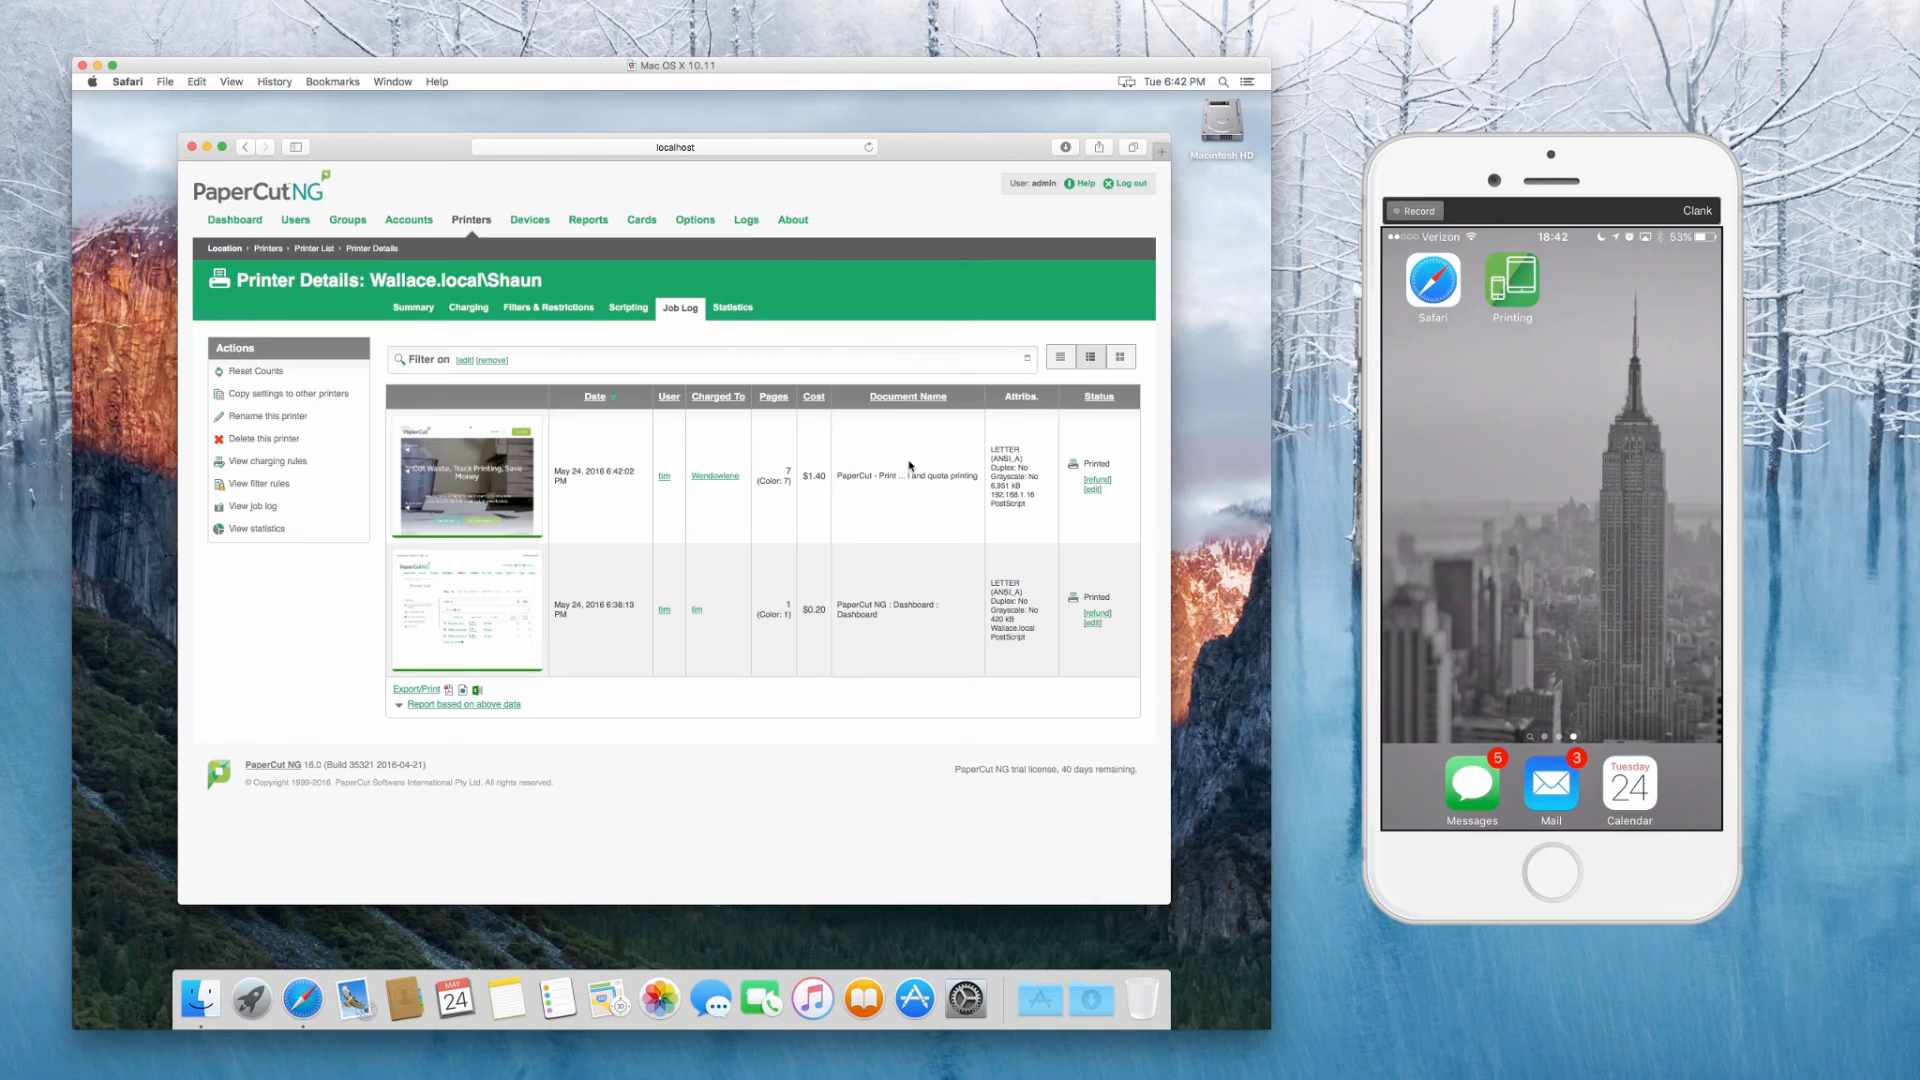 Mac OS X 10.11
Safari File Edit View History Bookmarks Window Help
Tue 6:42 PM
Macintosh HD
localhost
PaperCut NG
User: admin Help Log out
Dashboard Users Groups Accounts Printers Devices Reports Cards Options Logs About
Location › Printers › Printer List › Printer Details
Printer Details: Wallace.local\Shaun
Summary Charging Filters & Restrictions Scripting Job Log Statistics
Actions
Reset Counts
Copy settings to other printers
Rename this printer
Delete this printer
View charging rules
View filter rules
View job log
View statistics
Filter on [edit] [remove]
Date User Charged To Pages Cost Document Name Attribs. Status
PaperCut
Cut Waste, Track Printing, Save
Money
May 24, 2016 6:42:02
PM
tim
Wendowlene
7
(Color: 7)
$1.40
PaperCut - Print ... l and quota printing
LETTER
(ANSI_A)
Duplex: No
Grayscale: No
6,951 kB
192.168.1.16
PostScript
Printed
[refund]
[edit]
PaperCut NG
May 24, 2016 6:38:13
PM
tim
tim
1
(Color: 1)
$0.20
PaperCut NG : Dashboard :
Dashboard
LETTER
(ANSI_A)
Duplex: No
Grayscale: No
420 kB
Wallace.local
PostScript
Printed
[refund]
[edit]
Export/Print
Report based on above data
PaperCut NG 16.0 (Build 35321 2016-04-21)
© Copyright 1999-2016. PaperCut Software International Pty Ltd. All rights reserved.
PaperCut NG trial license, 40 days remaining.
MAY
24
Record
Clank
Verizon 18:42 53%
Safari
Printing
5
3
Tuesday
24
Messages
Mail
Calendar